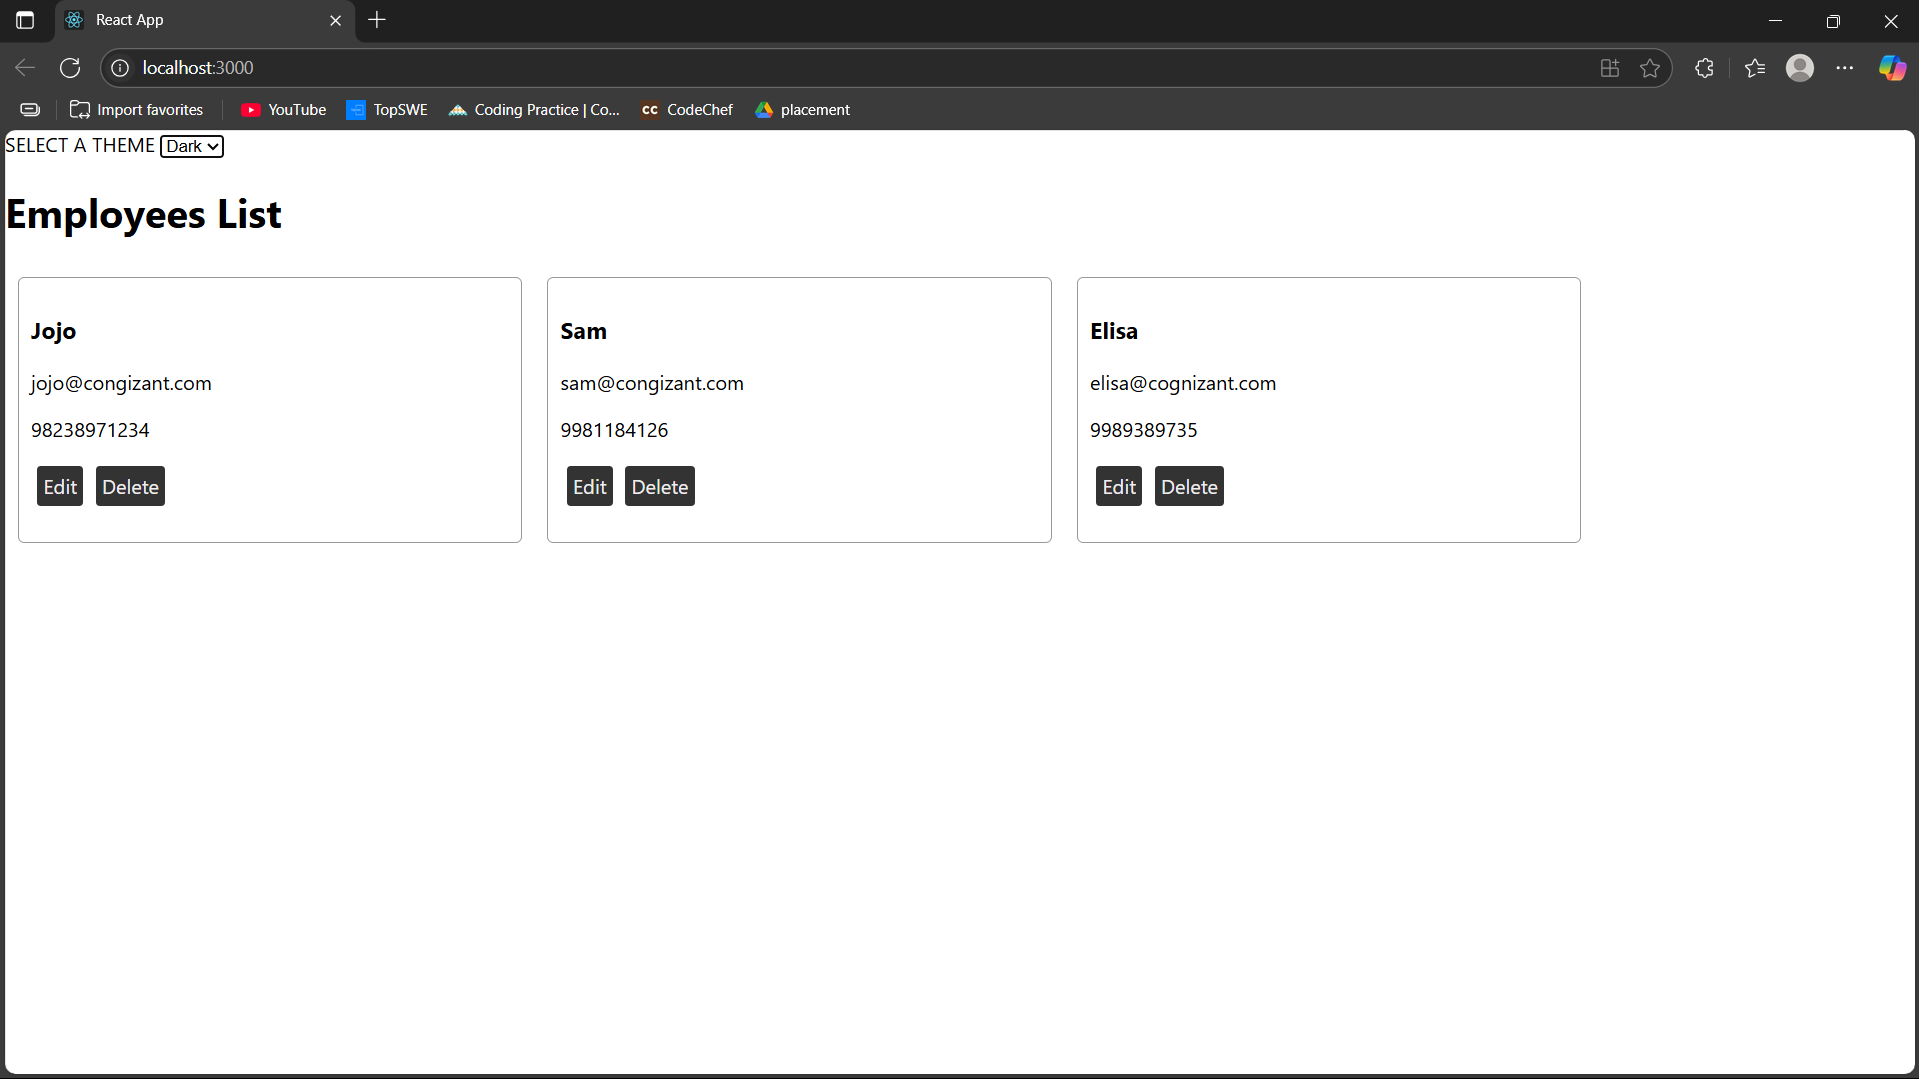 React App
localhost:3000
Import favorites YouTube TopSWE Coding Practice | Co... CC CodeChef placement
SELECT A THEME Dark
Employees List
Jojo
jojo@congizant.com
98238971234
Edit Delete
Sam
sam@congizant.com
9981184126
Edit Delete
Elisa
elisa@cognizant.com
9989389735
Edit Delete